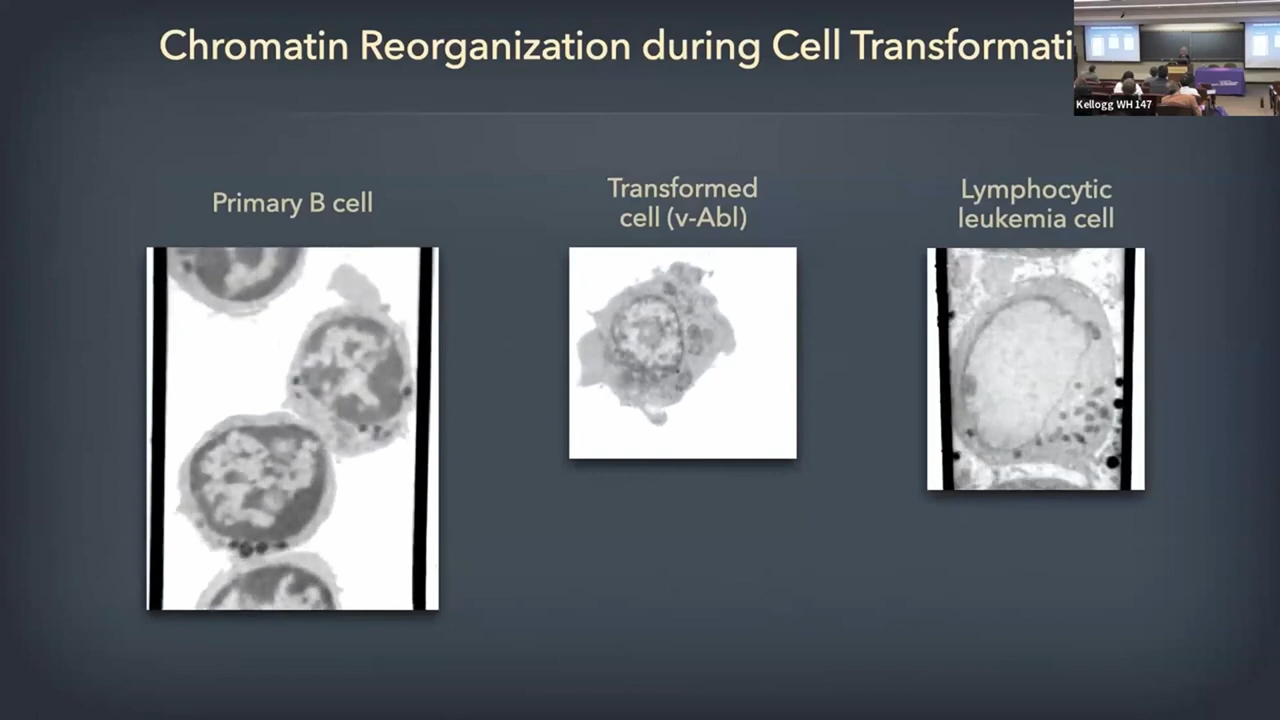 Chromatin Reorganization during Cell Transformati
Kellogg WH 147
Primary B cell
Transformed
cell (v-Abl)
Lymphocytic
leukemia cell